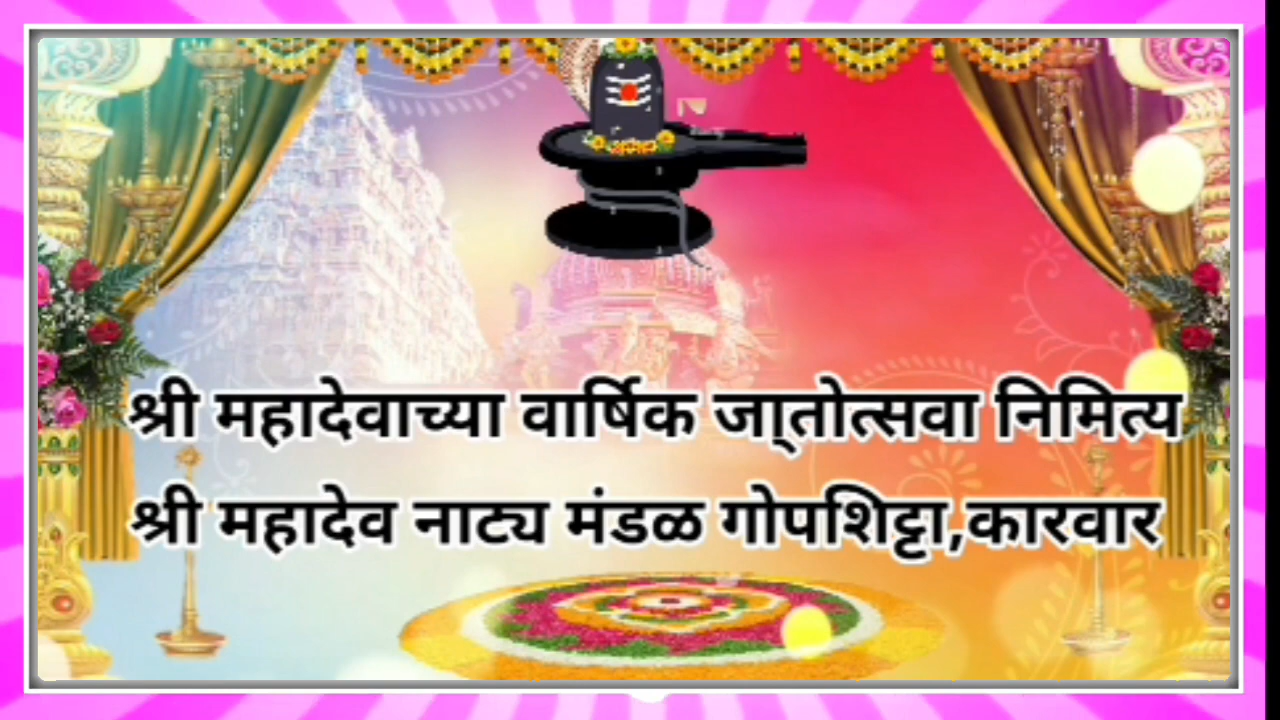 श्री महादेवाच्या वार्षिक जा्तोत्सवा निमित्य
श्री महादेव नाट्य मंडळ गोपशिट्टा,कारवार